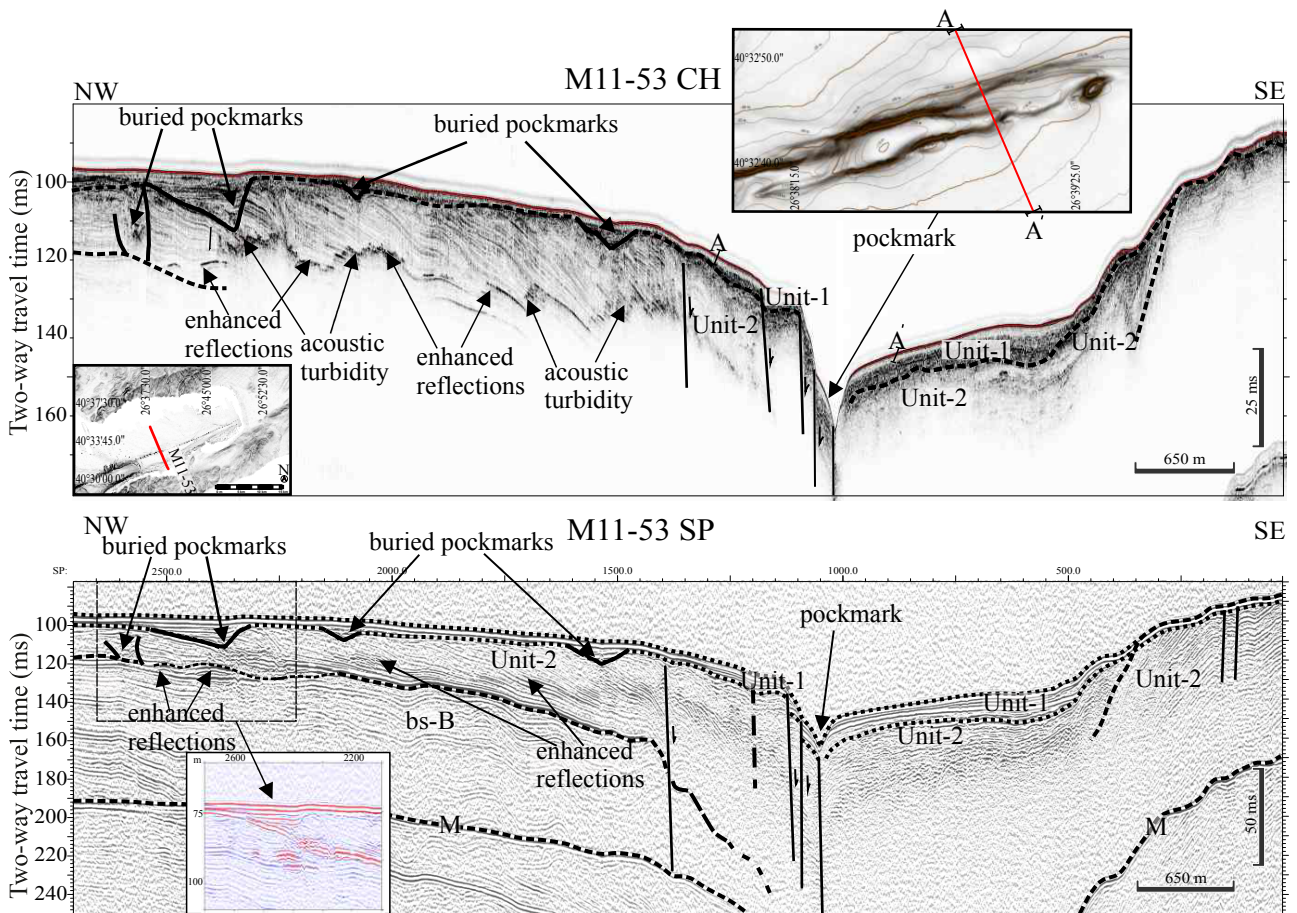 M11-53 CH
NW
SE
buried pockmarks
buried pockmarks
A
40°32'50.0"
40°32'40.0"
26°38'15.0"
26°39'25.0"
A'
pockmark
Two-way travel time (ms)
100
120
140
160
A
Unit-1
Unit-2
A'
Unit-1
Unit-2
Unit-2
enhanced
reflections
acoustic
turbidity
enhanced
reflections
acoustic
turbidity
25 ms
650 m
26°37'30.0"
26°45'00.0"
26°52'30.0"
40°37'30.0"
40°33'45.0"
40°30'00.0"
M11-53
N
M11-53 SP
NW
SE
buried pockmarks
buried pockmarks
SP:
2500.0
2000.0
1500.0
1000.0
500.0
pockmark
Two-way travel time (ms)
100
120
140
160
180
200
220
240
Unit-2
Unit-1
Unit-1
Unit-2
Unit-2
enhanced
reflections
bs-B
enhanced
reflections
m
2600
2200
75
100
M
M
50 ms
650 m